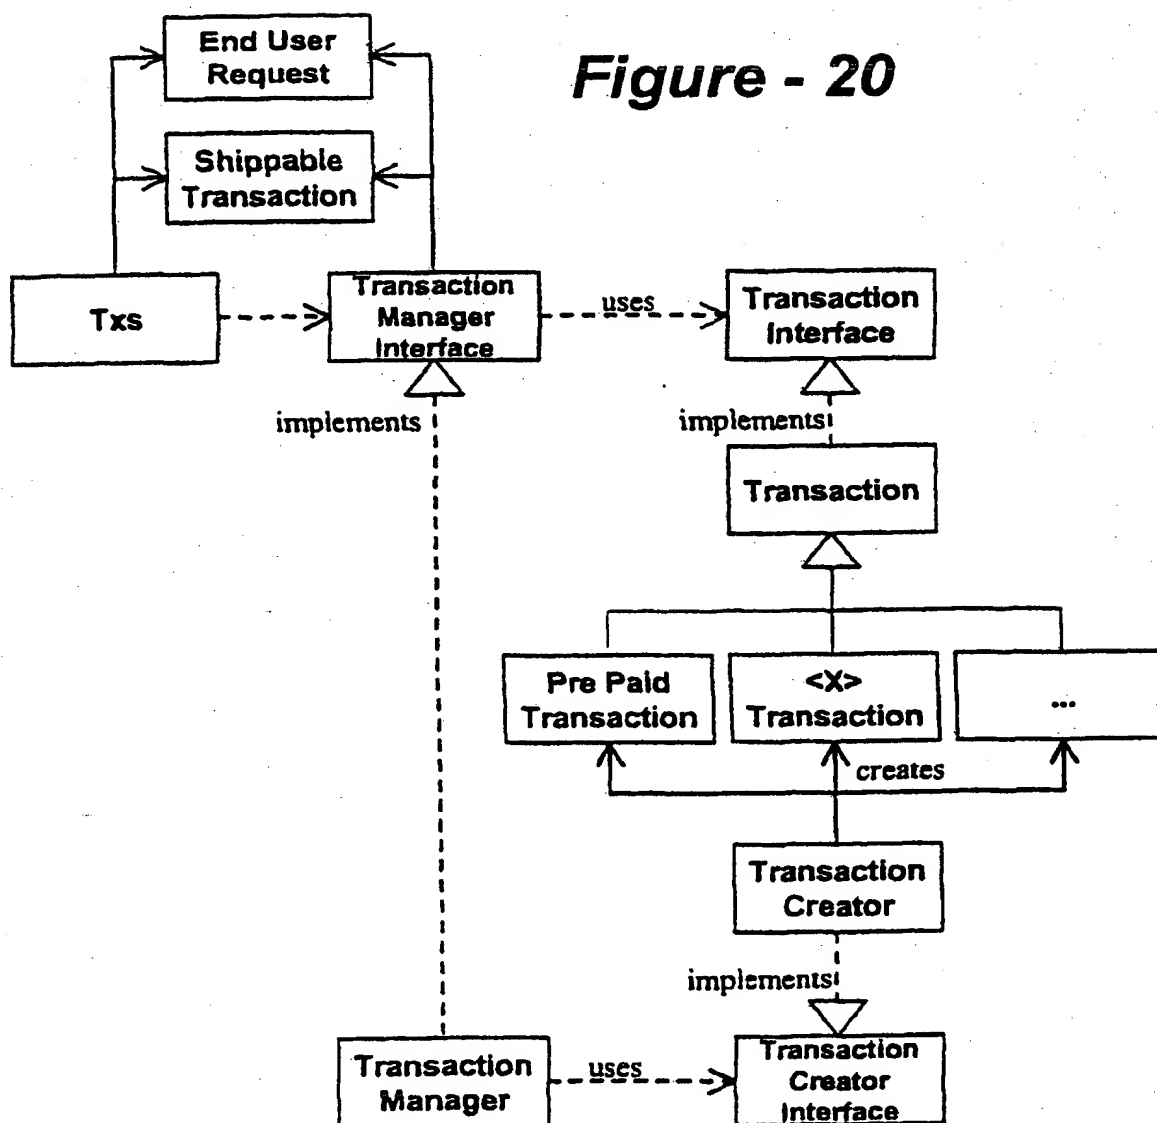 End User
Request
Figure - 20
Shippable
Transaction
Txs
Transaction
Manager
Interface
uses
Transaction
Interface
implements
implements
Transaction
Pre Paid
Transaction
<X>
Transaction
...
creates
Transaction
Creator
implements
Transaction
Manager
uses
Transaction
Creator
Interface